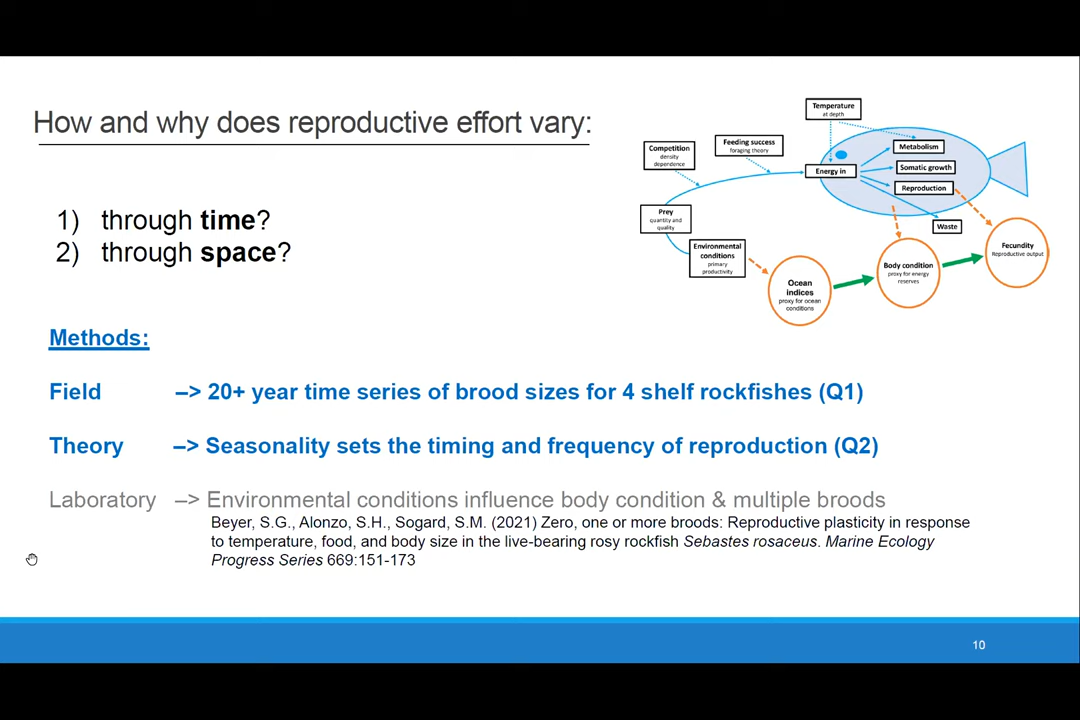 How and why does reproductive effort vary:
1) through time?
2) through space?
Temperature
at depth
Competition
density
dependence
Feeding success
foraging theory
Energy in
Metabolism
Somatic growth
Reproduction
Waste
Prey
quantity and
quality
Environmental
conditions
primary
productivity
Ocean
indices
proxy for ocean
conditions
Body condition
proxy for energy
reserves
Fecundity
Reproductive output
Methods:
Field –> 20+ year time series of brood sizes for 4 shelf rockfishes (Q1)
Theory –> Seasonality sets the timing and frequency of reproduction (Q2)
Laboratory –> Environmental conditions influence body condition & multiple broods
Beyer, S.G., Alonzo, S.H., Sogard, S.M. (2021) Zero, one or more broods: Reproductive plasticity in response
to temperature, food, and body size in the live-bearing rosy rockfish Sebastes rosaceus. Marine Ecology
Progress Series 669:151-173
10